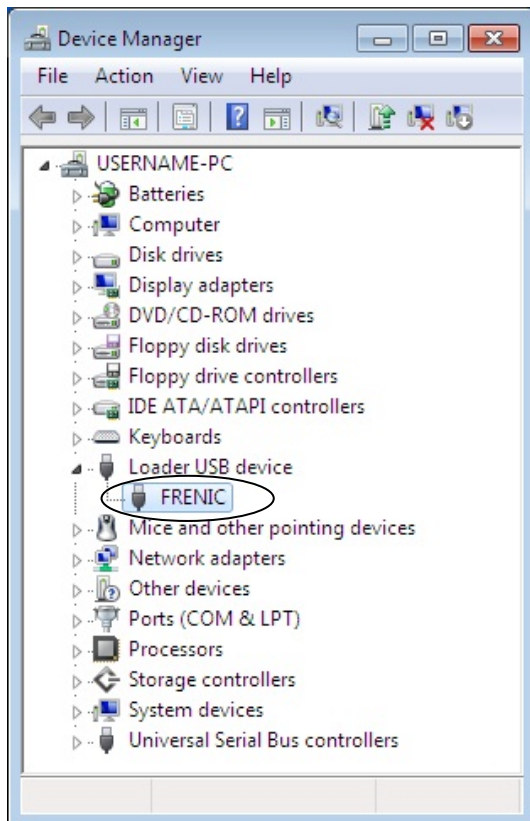 Device Manager
File Action View Help
USERNAME-PC
Batteries
Computer
Disk drives
Display adapters
DVD/CD-ROM drives
Floppy disk drives
Floppy drive controllers
IDE ATA/ATAPI controllers
Keyboards
Loader USB device
FRENIC
Mice and other pointing devices
Network adapters
Other devices
Ports (COM & LPT)
Processors
Storage controllers
System devices
Universal Serial Bus controllers